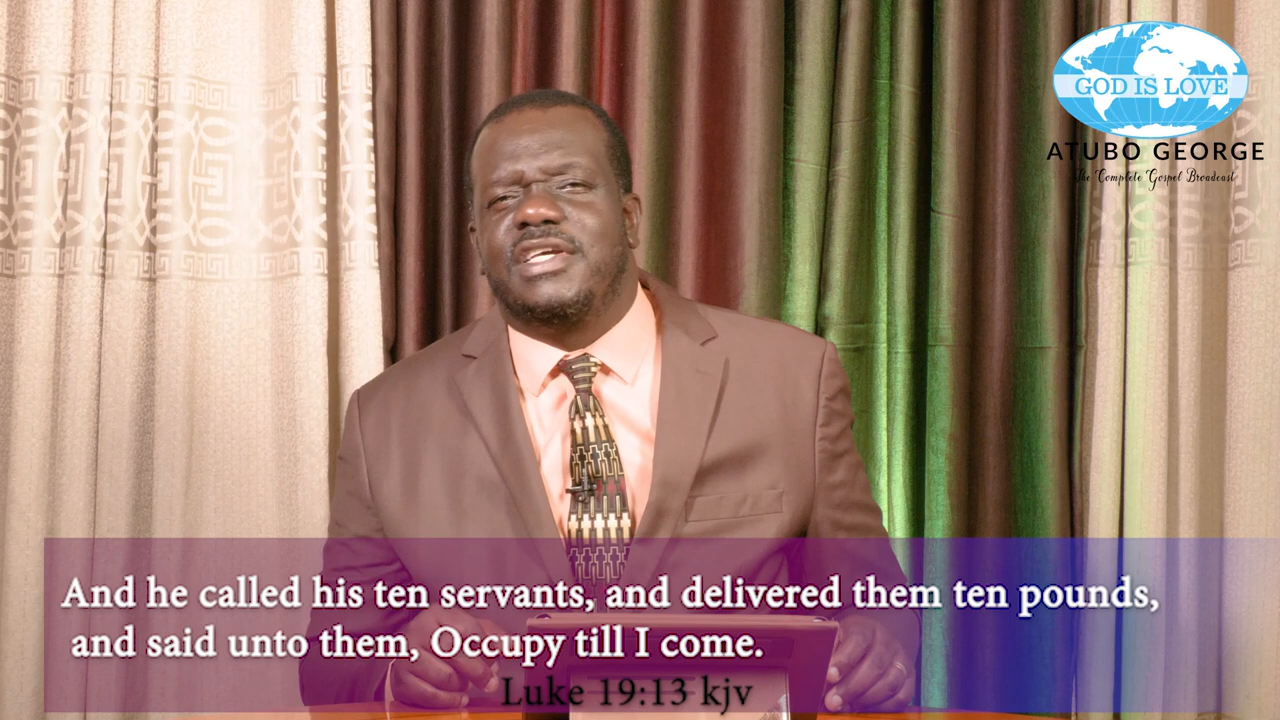 GOD IS LOVE
ATUBO GEORGE
The Complete Gospel Broadcast
And he called his ten servants, and delivered them ten pounds,
and said unto them, Occupy till I come.
Luke 19:13 kjv